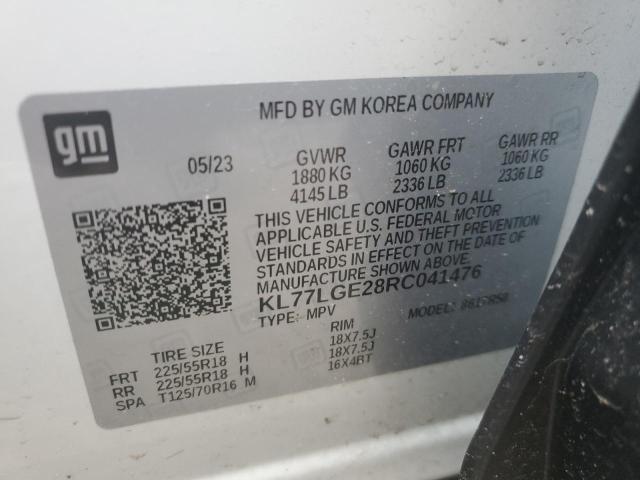 gm
MFD BY GM KOREA COMPANY
05/23 GVWR GAWR FRT GAWR RR
1880 KG 1060 KG 1060 KG
4145 LB 2336 LB 2336 LB
THIS VEHICLE CONFORMS TO ALL
APPLICABLE U.S. FEDERAL MOTOR
VEHICLE SAFETY AND THEFT PREVENTION
STANDARDS IN EFFECT ON THE DATE OF
MANUFACTURE SHOWN ABOVE.
KL77LGE28RC041476
TYPE: MPV MODEL:
TIRE SIZE RIM
FRT 225/55R18 H 18X7.5J
RR 225/55R18 H 18X7.5J
SPA T125/70R16 M 16X4BT